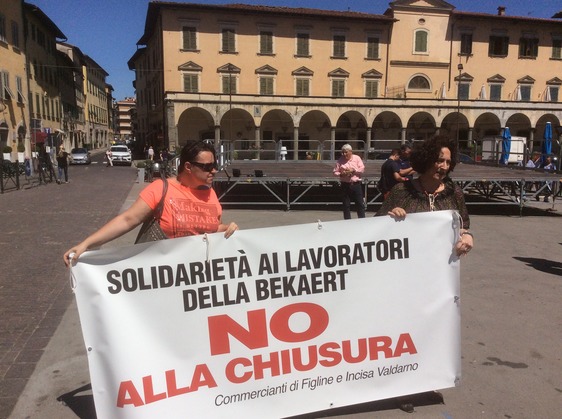 SOLIDARIETÀ AI LAVORATORI
DELLA BEKAERT
NO
ALLA CHIUSURA
Commercianti di Figline e Incisa Valdarno